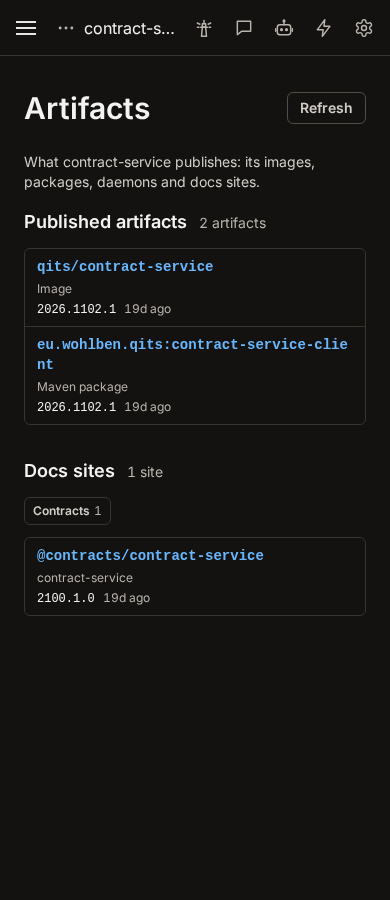 contract-s...
Artifacts
Refresh
What contract-service publishes: its images,
packages, daemons and docs sites.
Published artifacts 2 artifacts
qits/contract-service
Image
2026.1102.1 19d ago
eu.wohlben.qits:contract-service-clie
nt
Maven package
2026.1102.1 19d ago
Docs sites 1 site
Contracts 1
@contracts/contract-service
contract-service
2100.1.0 19d ago